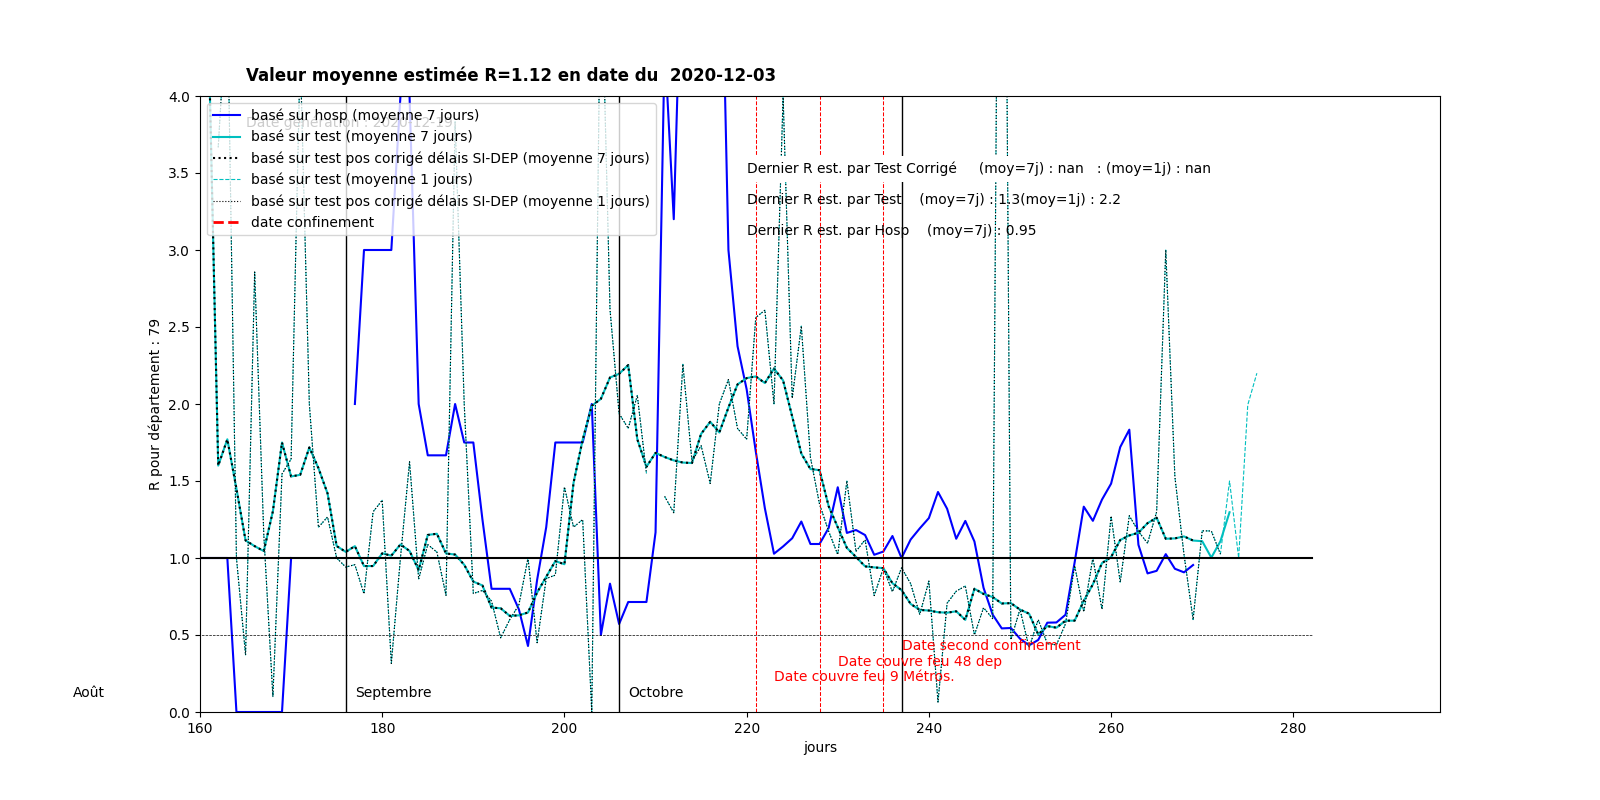 Valeur moyenne estimée R=1.12 en date du  2020-12-03
basé sur hosp (moyenne 7 jours)
Date génération : 2020-12-19
basé sur test (moyenne 7 jours)
basé sur test pos corrigé délais SI-DEP (moyenne 7 jours)
basé sur test (moyenne 1 jours)
basé sur test pos corrigé délais SI-DEP (moyenne 1 jours)
date confinement
Dernier R est. par Test Corrigé     (moy=7j) : nan   : (moy=1j) : nan
Dernier R est. par Test    (moy=7j) : 1.3(moy=1j) : 2.2
Dernier R est. par Hosp    (moy=7j) : 0.95
4.0
3.5
3.0
2.5
2.0
1.5
1.0
0.5
0.0
R pour département : 79
Date second confinement
Date couvre feu 48 dep
Date couvre feu 9 Métros.
Août
Septembre
Octobre
160 180 200 220 240 260 280
jours